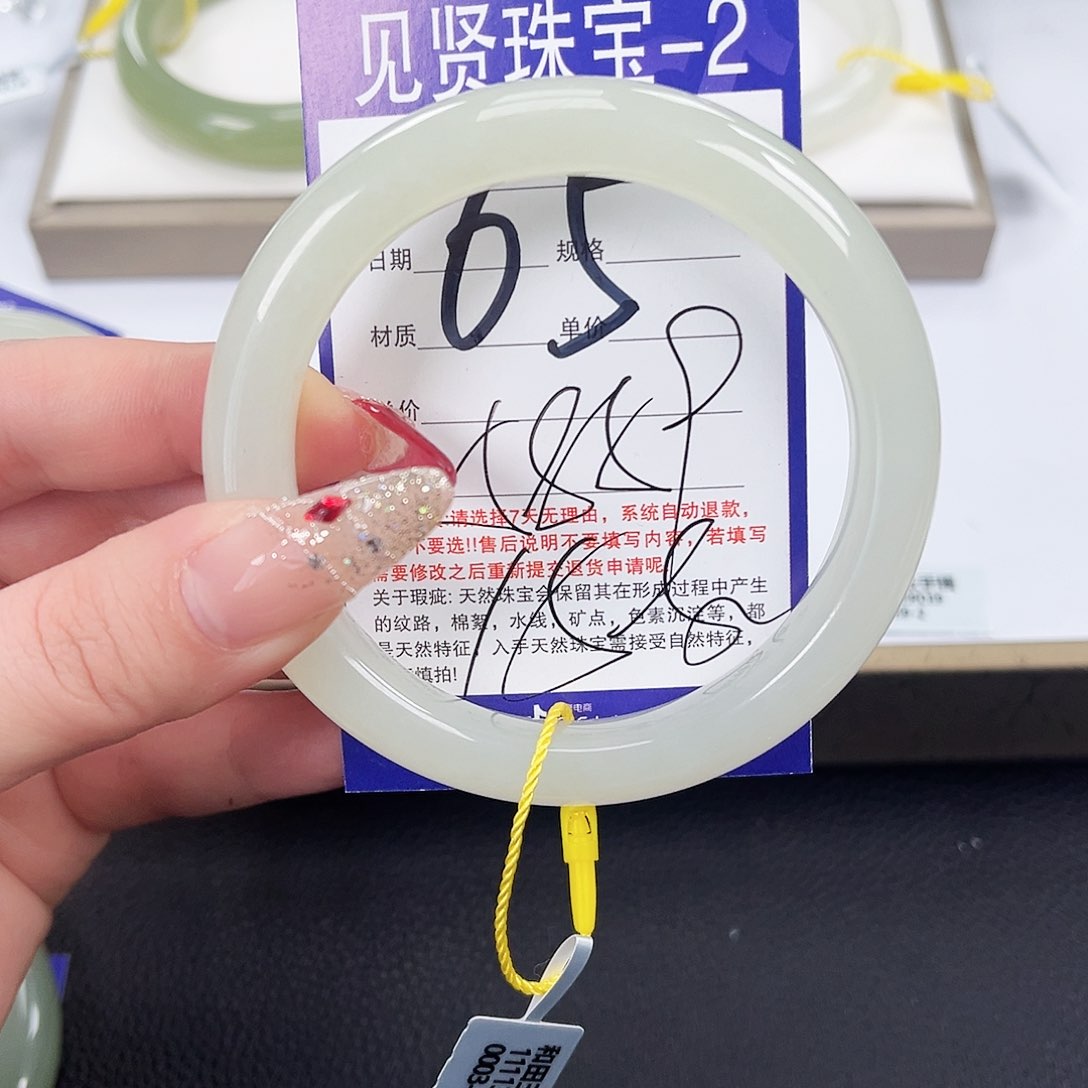 见贤珠宝-2
65
日期 规格
材质 单价
价
请选择7天无理由，系统自动退款，
不要选!!售后说明不要填写内容，若填写
需要修改之后重新提交退货申请呢
关于瑕疵: 天然珠宝会保留其在形成过程中产生
的纹路，棉絮，水线，矿点，色素沉淀等，都
是天然特征，入手天然珠宝需接受自然特征，
慎拍!
电商
和田
1111
0003